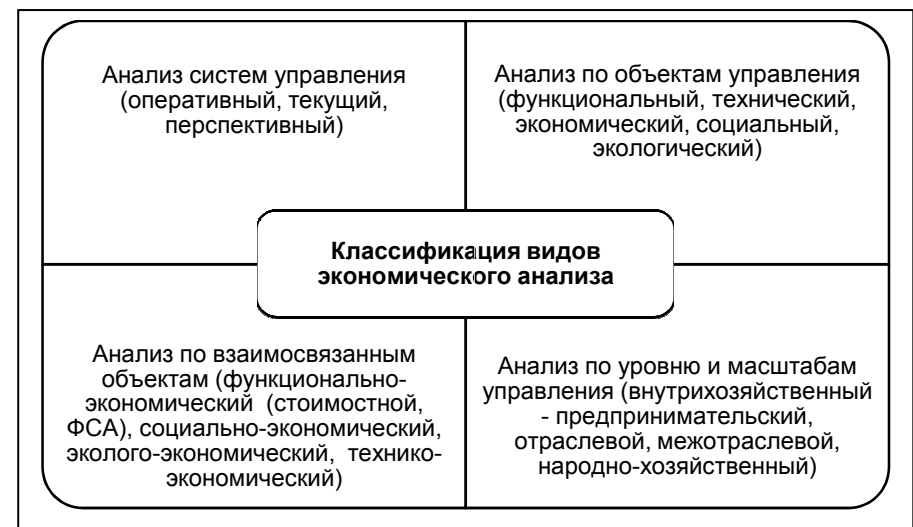 Анализ систем управления
(оперативный, текущий,
перспективный)
Анализ по объектам управления
(функциональный, технический,
экономический, социальный,
экологический)
Классификация видов
экономического анализа
Анализ по взаимосвязанным
объектам (функционально-
экономический (стоимостной,
ФСА), социально-экономический,
эколого-экономический, технико-
экономический)
Анализ по уровню и масштабам
управления (внутрихозяйственный
- предпринимательский,
отраслевой, межотраслевой,
народно-хозяйственный)